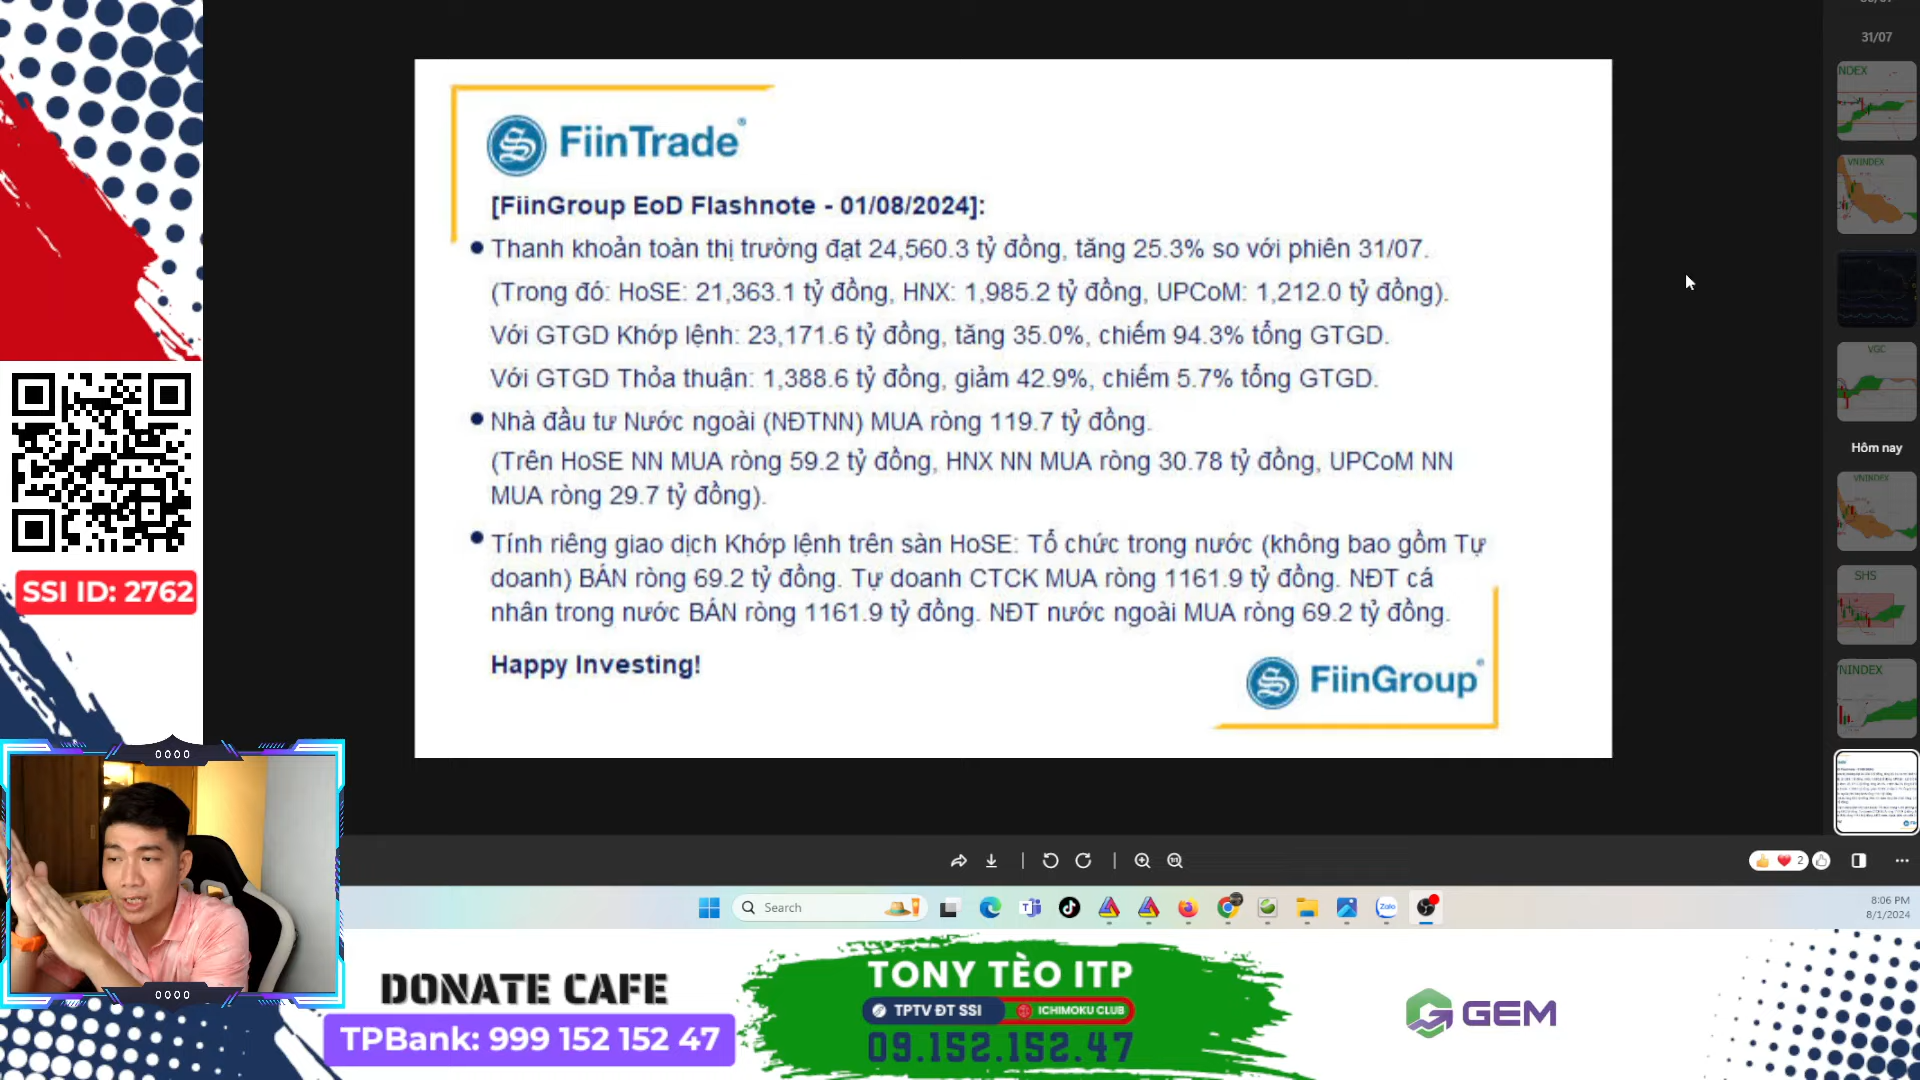 31/07
FiinTrade
[FiinGroup EoD Flashnote - 01/08/2024]:
Thanh khoản toàn thị trường đạt 24,560.3 tỷ đồng, tăng 25.3% so với phiên 31/07.
(Trong đó: HoSE: 21,363.1 tỷ đồng, HNX: 1,985.2 tỷ đồng, UPCoM: 1,212.0 tỷ đồng).
Với GTGD Khớp lệnh: 23,171.6 tỷ đồng, tăng 35.0%, chiếm 94.3% tổng GTGD.
Với GTGD Thỏa thuận: 1,388.6 tỷ đồng, giảm 42.9%, chiếm 5.7% tổng GTGD.
Nhà đầu tư Nước ngoài (NĐTNN) MUA ròng 119.7 tỷ đồng.
(Trên HoSE NN MUA ròng 59.2 tỷ đồng, HNX NN MUA ròng 30.78 tỷ đồng, UPCoM NN
MUA ròng 29.7 tỷ đồng).
Tính riêng giao dịch Khớp lệnh trên sàn HoSE: Tổ chức trong nước (không bao gồm Tự
doanh) BÁN ròng 69.2 tỷ đồng. Tự doanh CTCK MUA ròng 1161.9 tỷ đồng. NĐT cá
nhân trong nước BÁN ròng 1161.9 tỷ đồng. NĐT nước ngoài MUA ròng 69.2 tỷ đồng.
Happy Investing!
FiinGroup
NDEX
VNINDEX
VGC
Hôm nay
VNINDEX
SHS
VNINDEX
2
SSI ID: 2762
Search
Zalo
8:06 PM
8/1/2024
DONATE CAFE
TPBank: 999 152 152 47
TONY TÈO ITP
TPTV ĐT SSI
ICHIMOKU CLUB
09.152.152.47
GEM